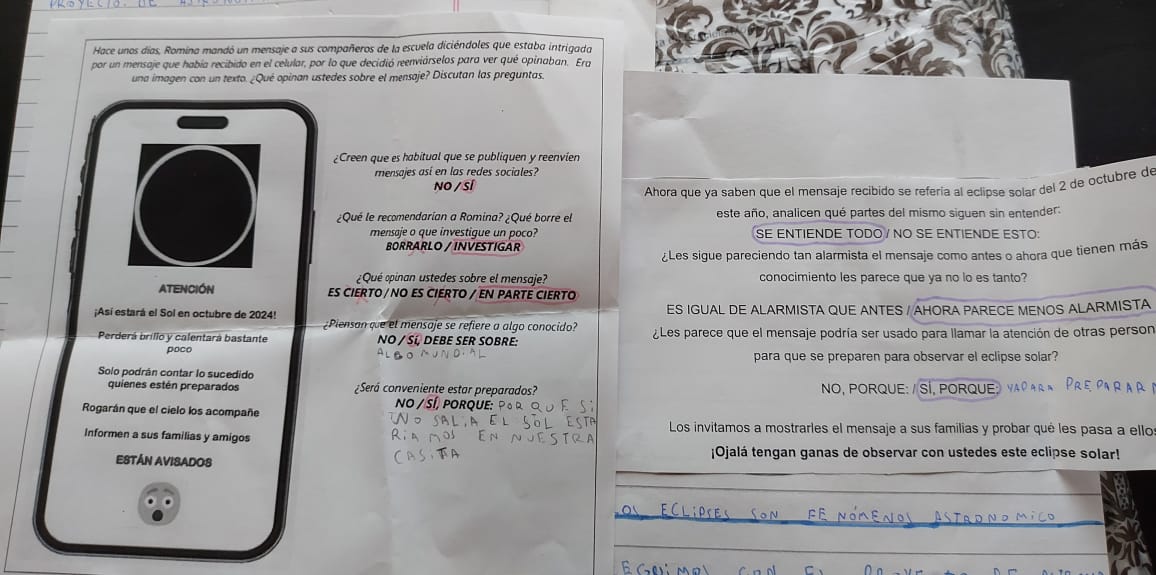 PROYECTO: DE
Hace unos días, Romina mandó un mensaje a sus compañeros de la escuela diciéndoles que estaba intrigada
por un mensaje que había recibido en el celular, por lo que decidió reenviárselos para ver qué opinaban. Era
una imagen con un texto. ¿Qué opinan ustedes sobre el mensaje? Discutan las preguntas.
ATENCIÓN
¡Así estará el Sol en octubre de 2024!
Perderá brillo y calentará bastante
poco
Solo podrán contar lo sucedido
quienes estén preparados
Rogarán que el cielo los acompañe
Informen a sus familias y amigos
ESTÁN AVISADOS
¿Creen que es habitual que se publiquen y reenvíen
mensajes así en las redes sociales?
NO / SÍ
¿Qué le recomendarían a Romina? ¿Qué borre el
mensaje o que investigue un poco?
BORRARLO / INVESTIGAR
¿Qué opinan ustedes sobre el mensaje?
ES CIERTO / NO ES CIERTO / EN PARTE CIERTO
¿Piensan que el mensaje se refiere a algo conocido?
NO / SÍ, DEBE SER SOBRE:
ALGO MUNDIAL
¿Será conveniente estar preparados?
NO / SÍ, PORQUE: PORQUE Si
NO SALiA EL SOL ESTA
RiAMOS EN NUESTRA
CASiTA
Ahora que ya saben que el mensaje recibido se refería al eclipse solar del 2 de octubre de
este año, analicen qué partes del mismo siguen sin entender:
SE ENTIENDE TODO / NO SE ENTIENDE ESTO:
¿Les sigue pareciendo tan alarmista el mensaje como antes o ahora que tienen más
conocimiento les parece que ya no lo es tanto?
ES IGUAL DE ALARMISTA QUE ANTES / AHORA PARECE MENOS ALARMISTA
¿Les parece que el mensaje podría ser usado para llamar la atención de otras person
para que se preparen para observar el eclipse solar?
NO, PORQUE: / SÍ, PORQUE: PREPARAR
Los invitamos a mostrarles el mensaje a sus familias y probar qué les pasa a ellos
¡Ojalá tengan ganas de observar con ustedes este eclipse solar!
LOS ECLiPSES SON FENÓMENOS ASTRONOMiCO